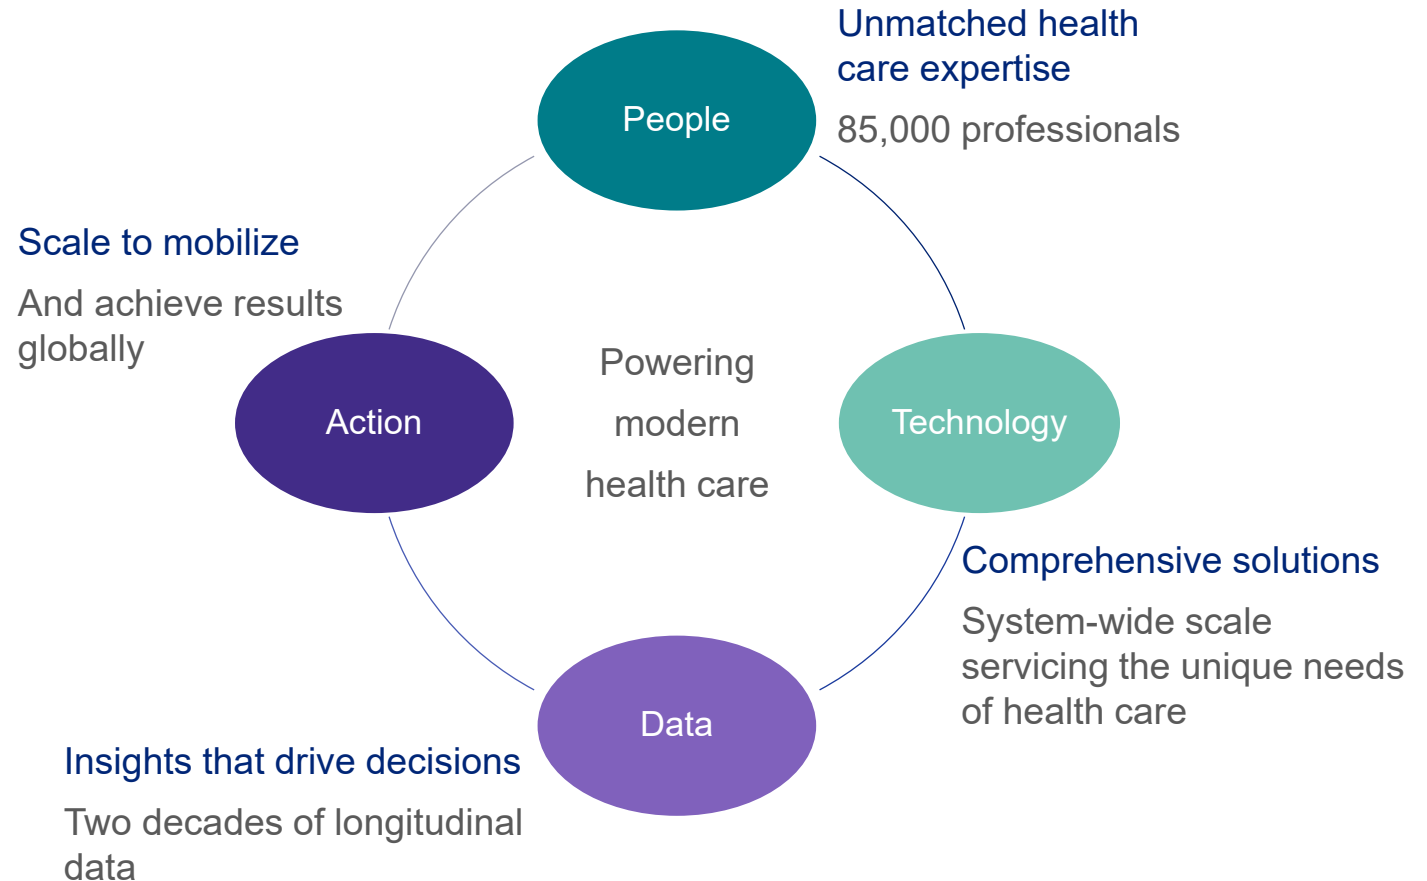 Unmatched health
care expertise
85,000 professionals
People
Scale to mobilize
And achieve results
globally
Action
Powering
modern
health care
Technology
Comprehensive solutions
System-wide scale
servicing the unique needs
of health care
Data
Insights that drive decisions
Two decades of longitudinal
data